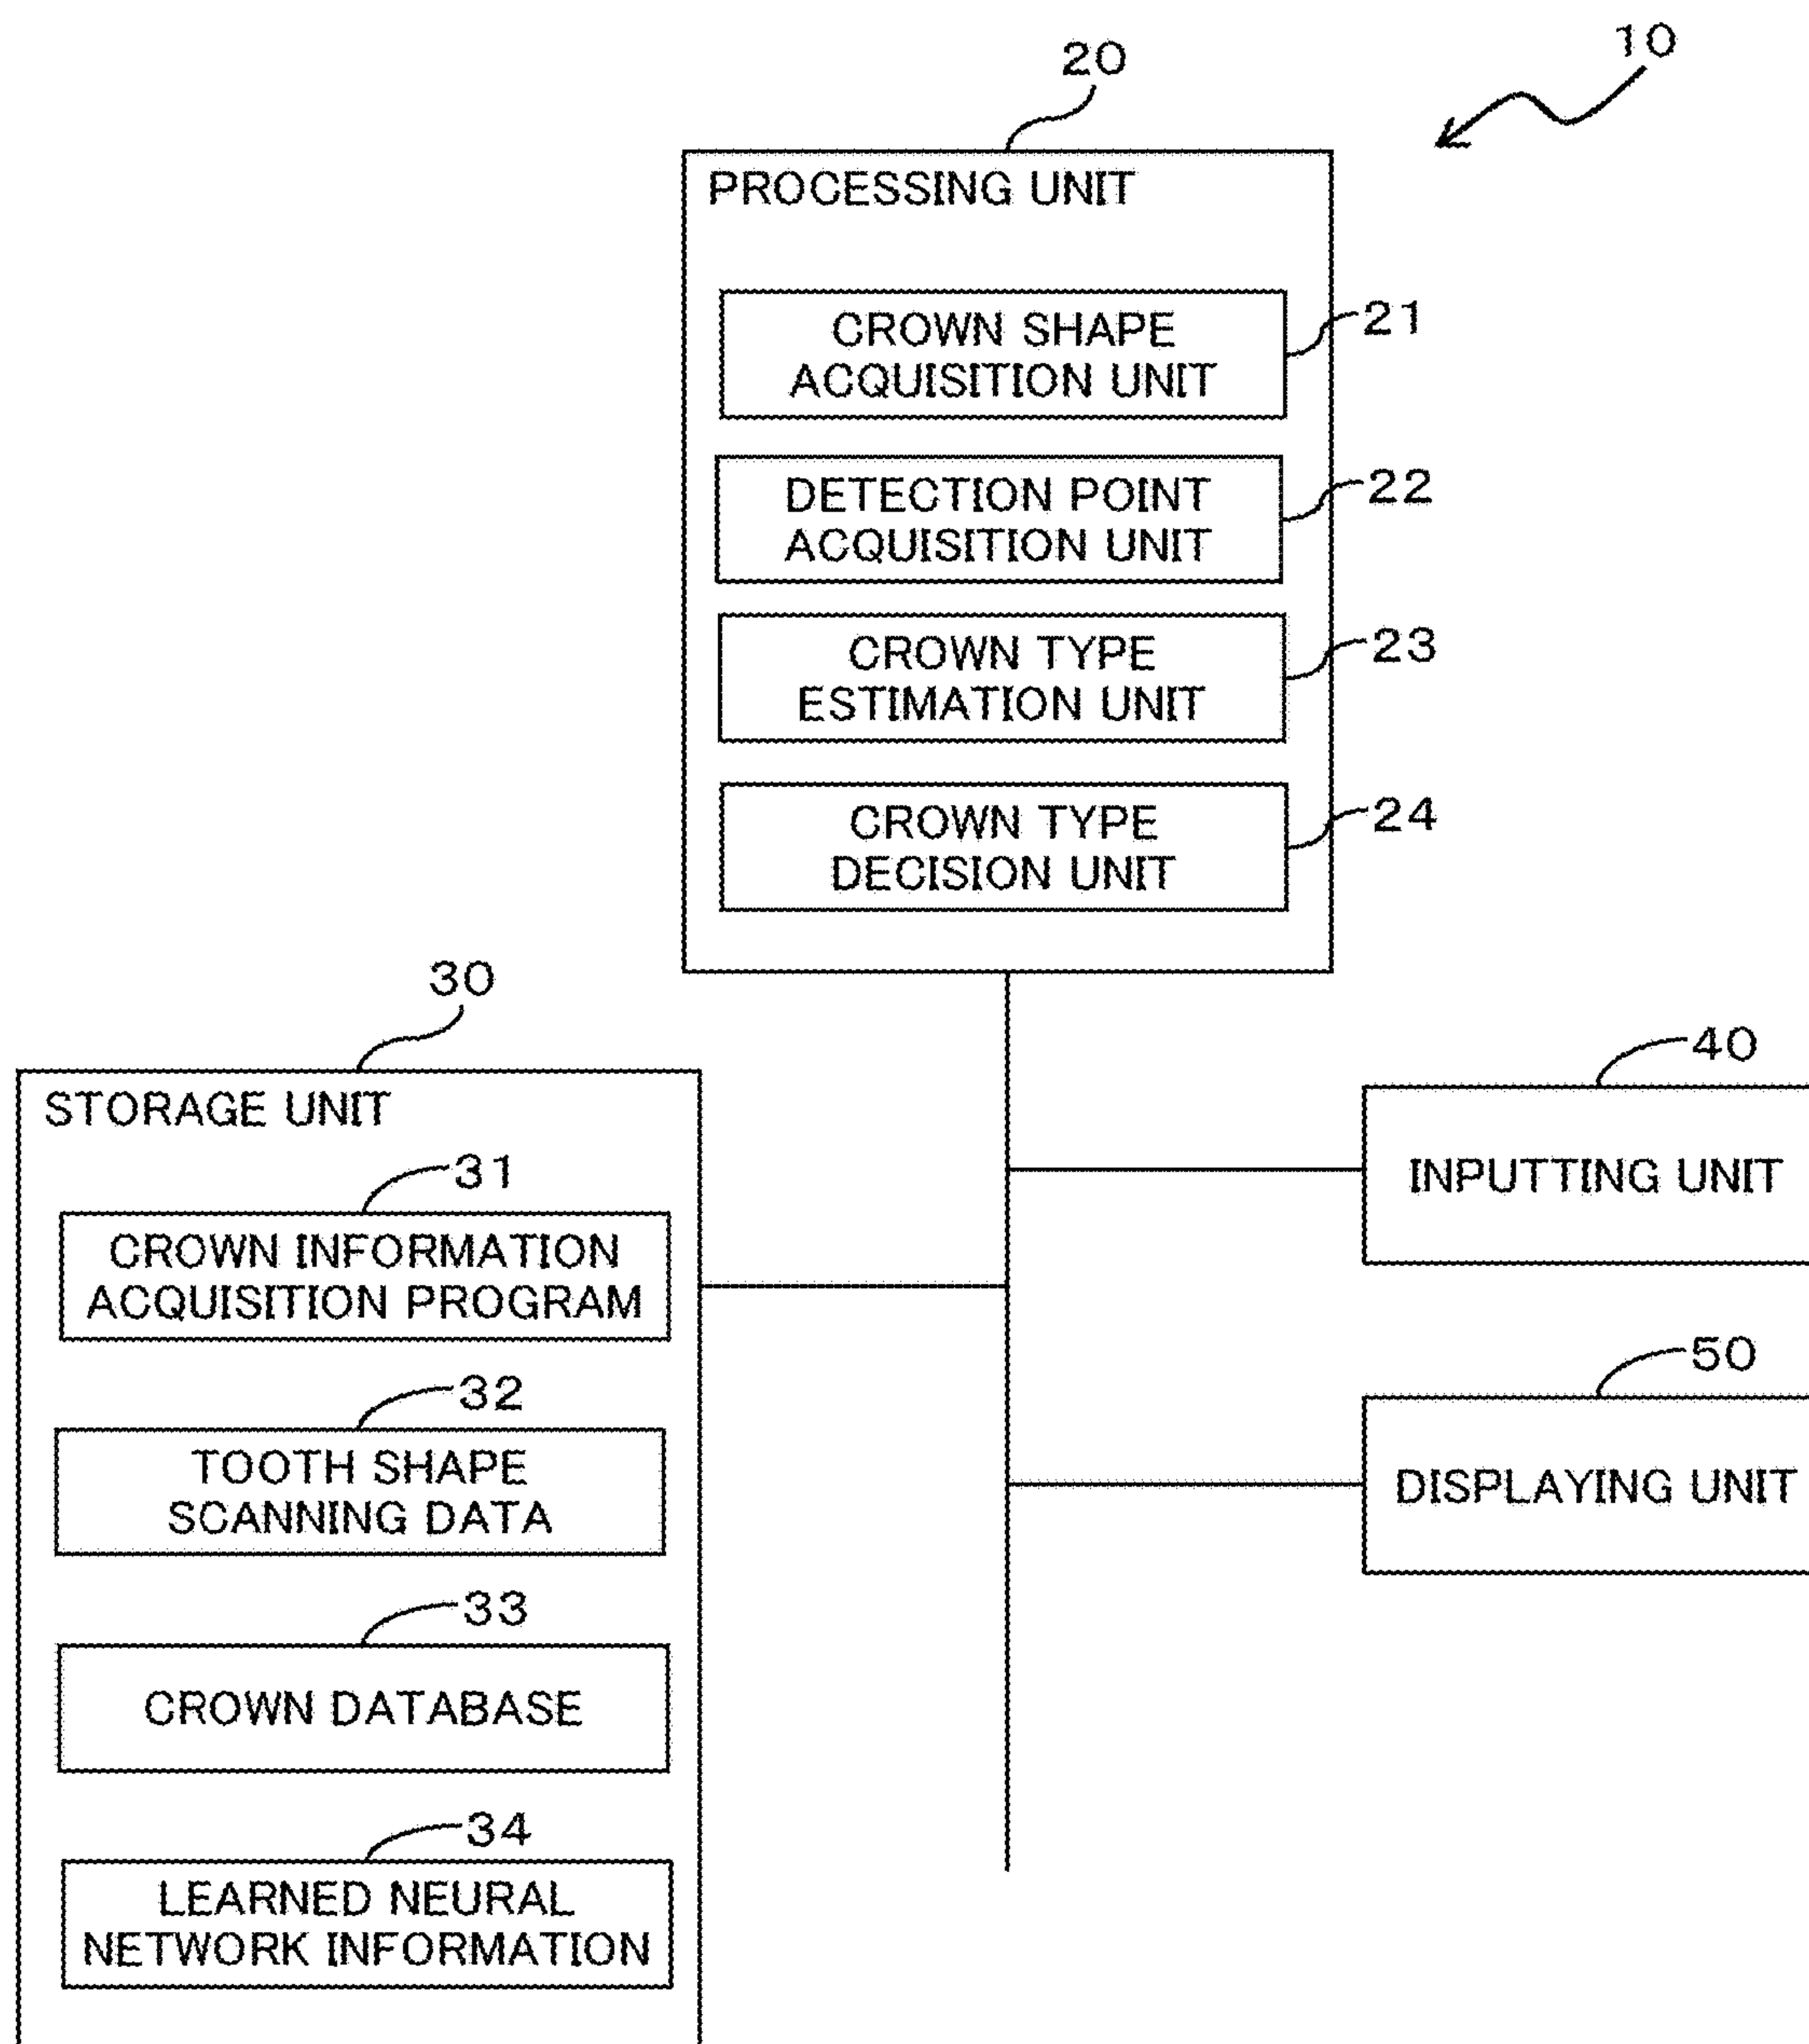 10
20
PROCESSING UNIT
CROWN SHAPE
ACQUISITION UNIT
21
DETECTION POINT
ACQUISITION UNIT
22
CROWN TYPE
ESTIMATION UNIT
23
CROWN TYPE
DECISION UNIT
24
30
STORAGE UNIT
31
CROWN INFORMATION
ACQUISITION PROGRAM
32
TOOTH SHAPE
SCANNING DATA
33
CROWN DATABASE
34
LEARNED NEURAL
NETWORK INFORMATION
40
INPUTTING UNIT
50
DISPLAYING UNIT